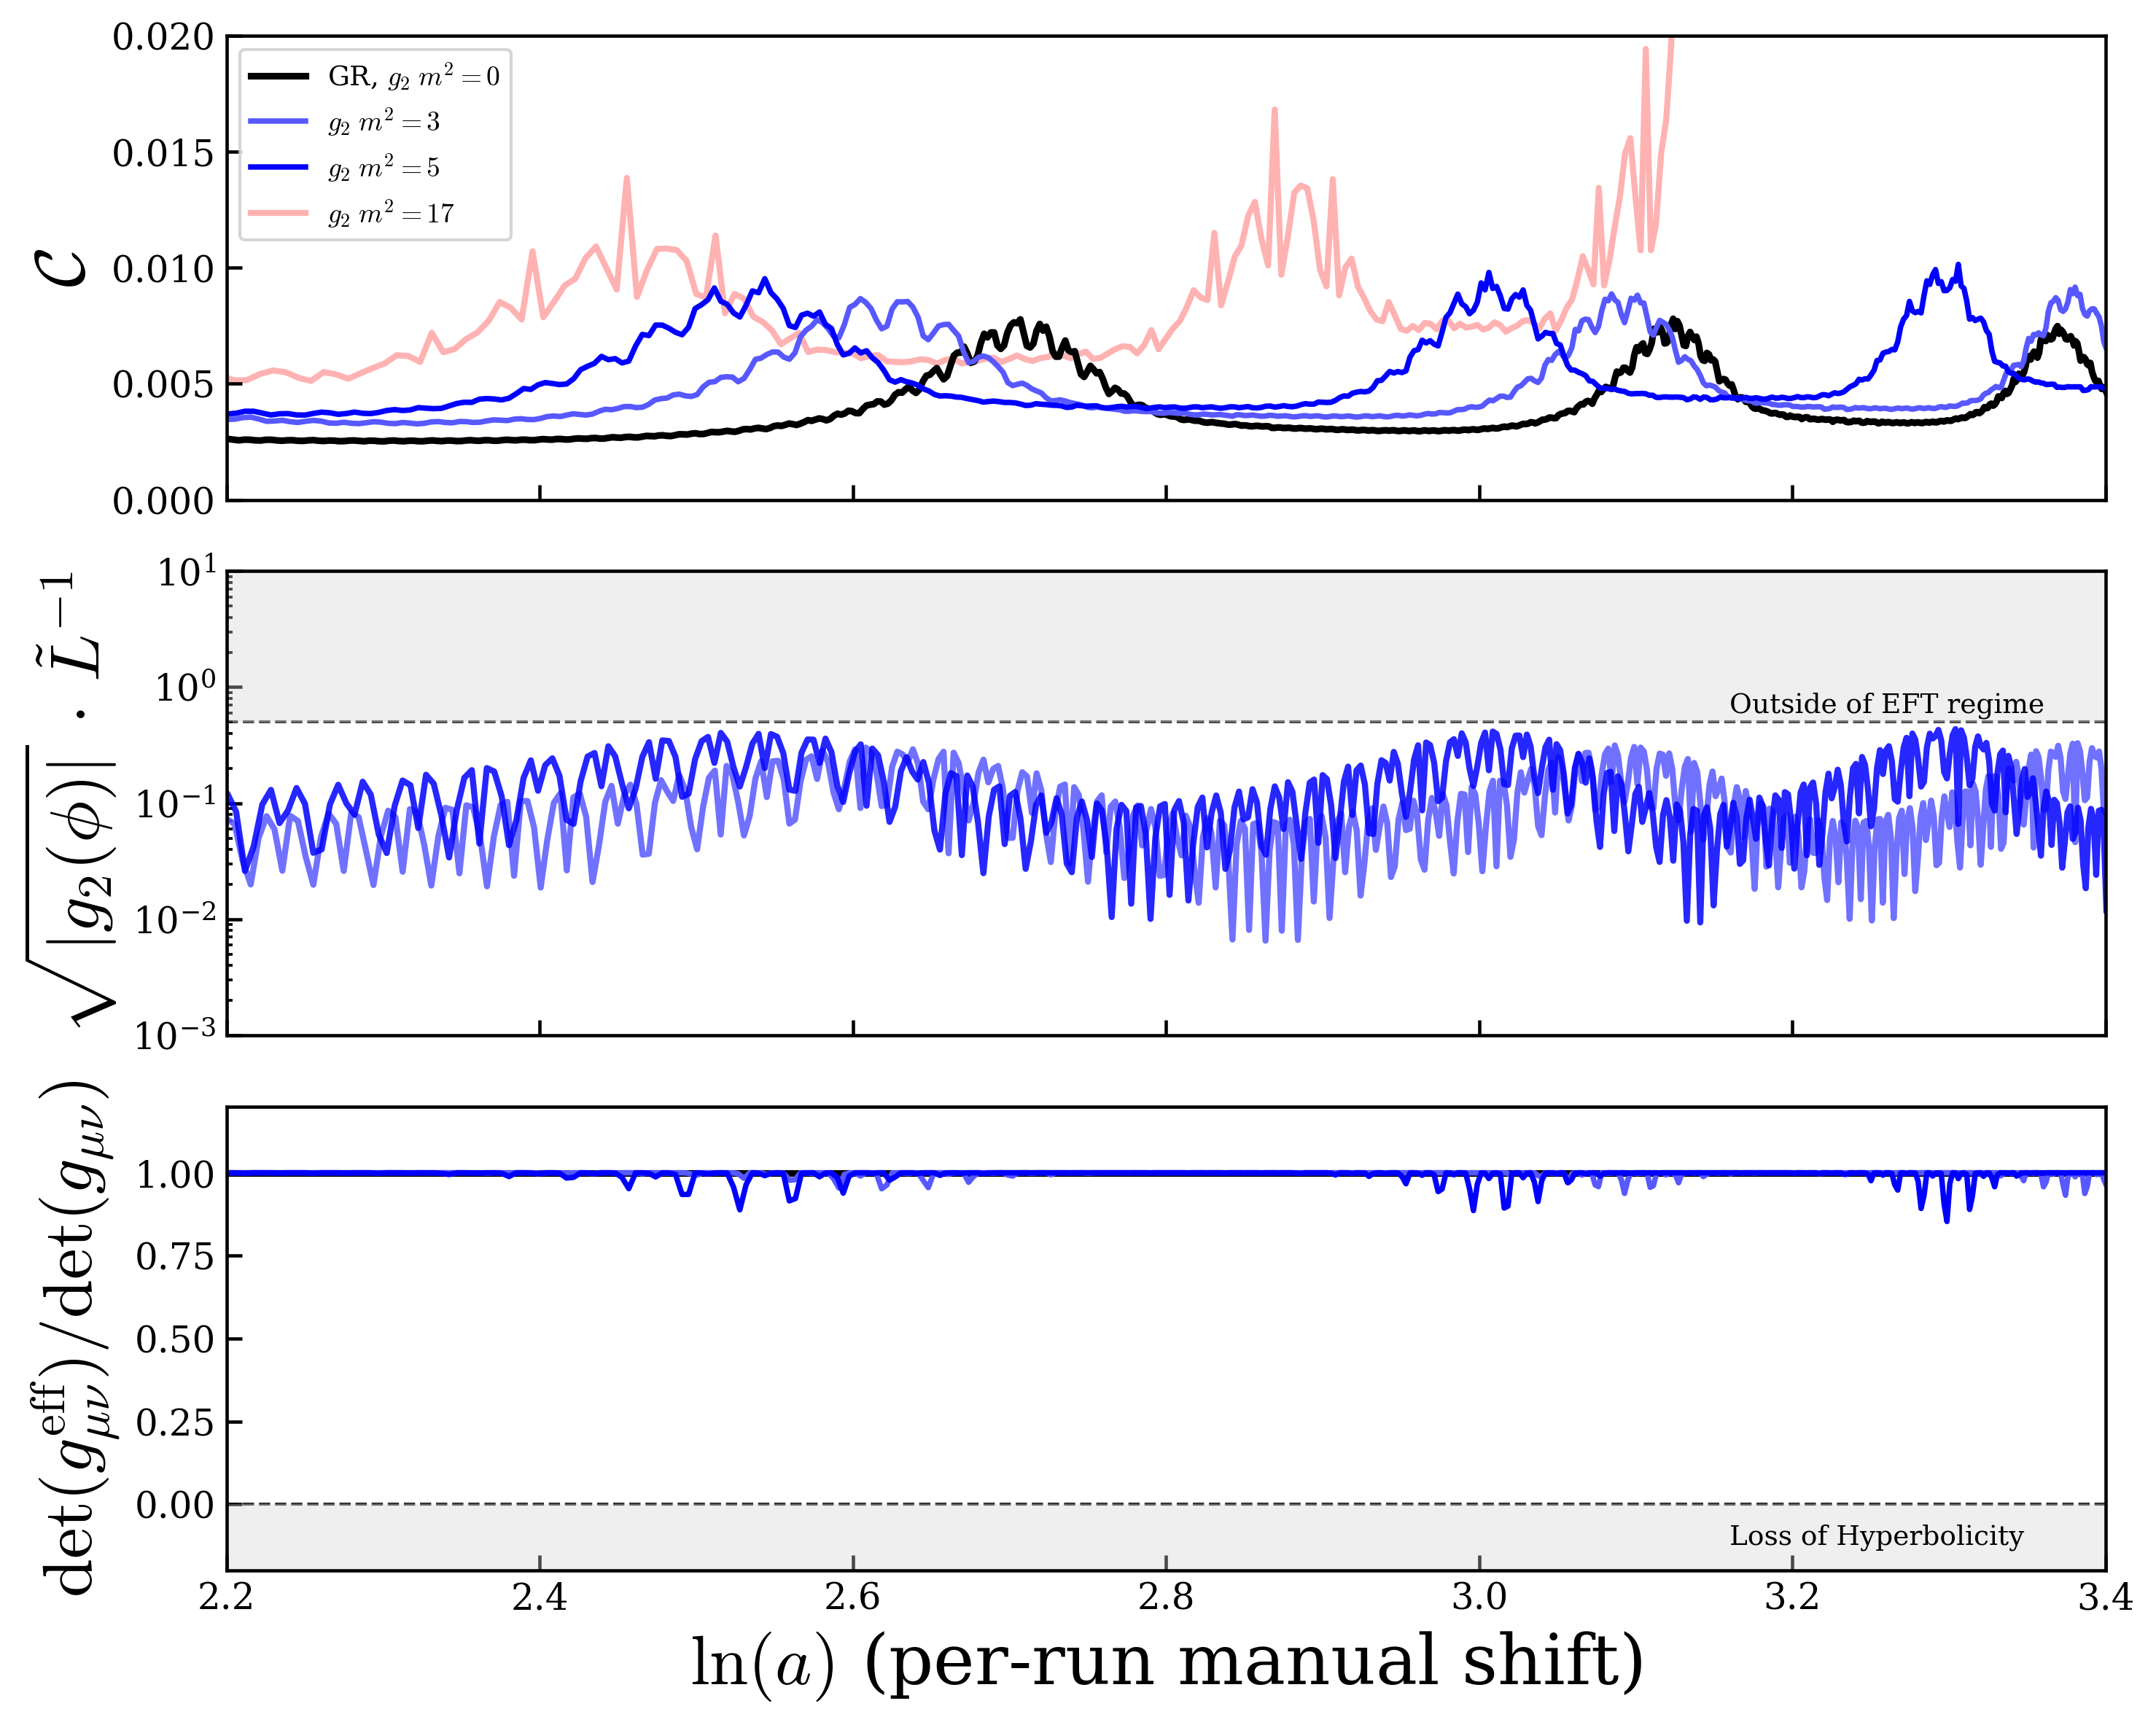 0.020
0.015
0.010
0.005
0.000
𝒞
GR, g₂ m² = 0
g₂ m² = 3
g₂ m² = 5
g₂ m² = 17
10¹
10⁰
10⁻¹
10⁻²
10⁻³
√|g₂(ϕ)| · L̃⁻¹
Outside of EFT regime
1.00
0.75
0.50
0.25
0.00
det(g^eff_μν)/det(g_μν)
Loss of Hyperbolicity
2.2 2.4 2.6 2.8 3.0 3.2 3.4
ln(a) (per-run manual shift)